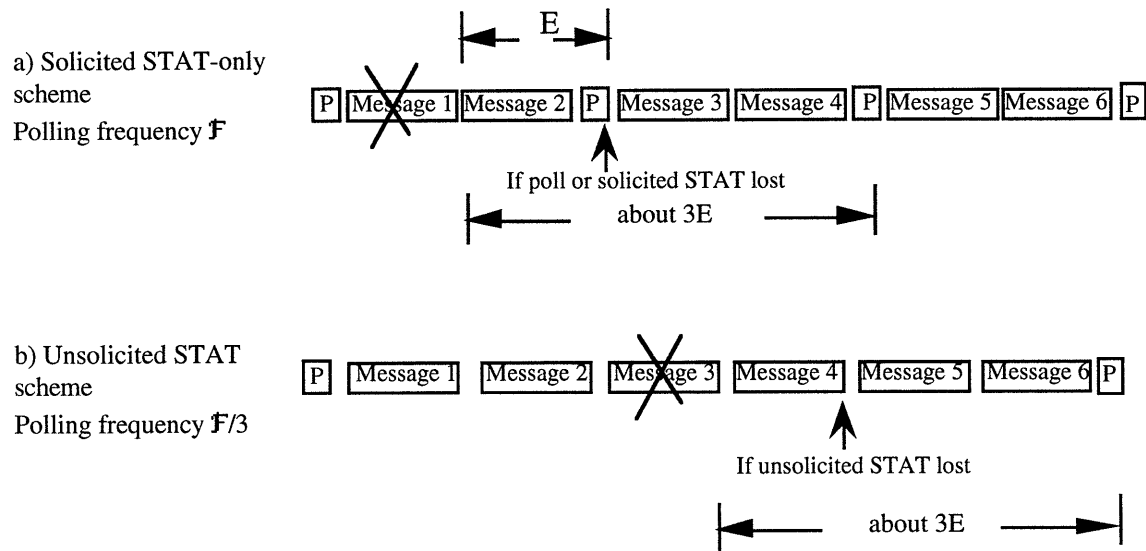 E
a) Solicited STAT-only
scheme
Polling frequency F
P Message 1 Message 2 P Message 3 Message 4 P Message 5 Message 6 P
If poll or solicited STAT lost
about 3E
b) Unsolicited STAT
scheme
Polling frequency F/3
P Message 1 Message 2 Message 3 Message 4 Message 5 Message 6 P
If unsolicited STAT lost
about 3E